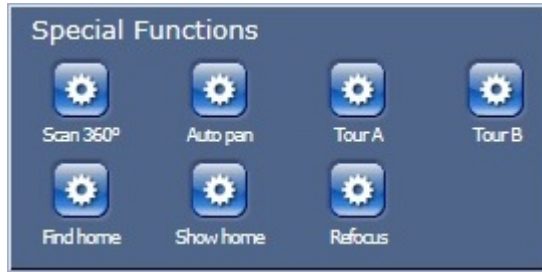 Special Functions
Scan 360º Auto pan Tour A Tour B
Find home Show home Refocus